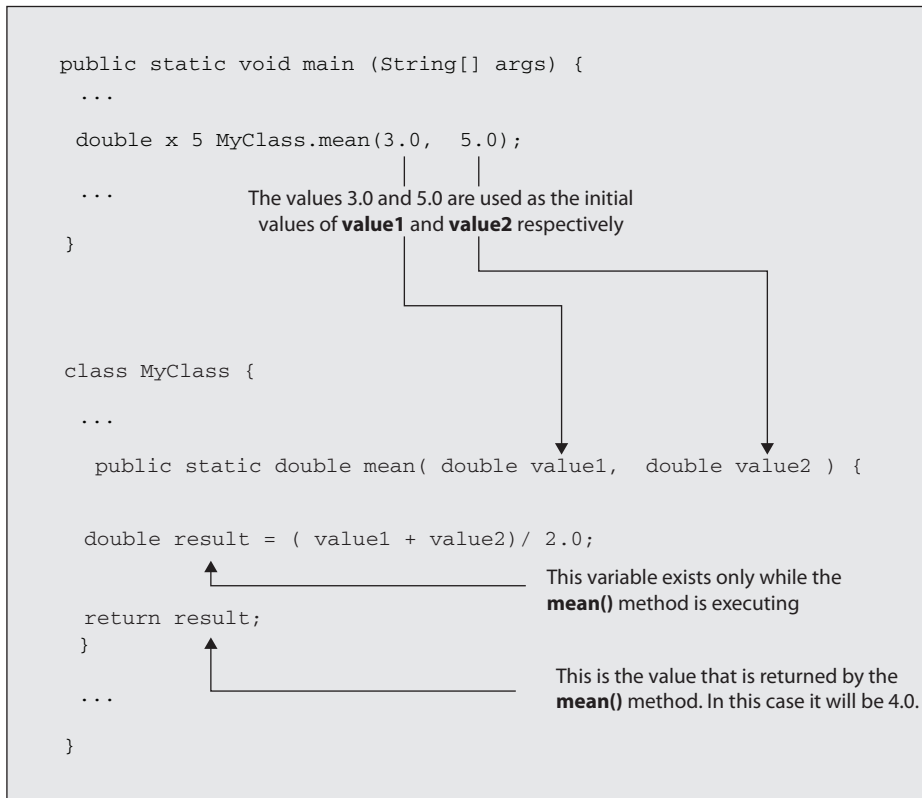 public static void main (String[] args) {
...
double x 5 MyClass.mean(3.0, 5.0);
...
The values 3.0 and 5.0 are used as the initial
values of value1 and value2 respectively
}
class MyClass {
...
public static double mean( double value1, double value2 ) {
double result = ( value1 + value2)/ 2.0;
This variable exists only while the
mean() method is executing
return result;
}
This is the value that is returned by the
mean() method. In this case it will be 4.0.
...
}